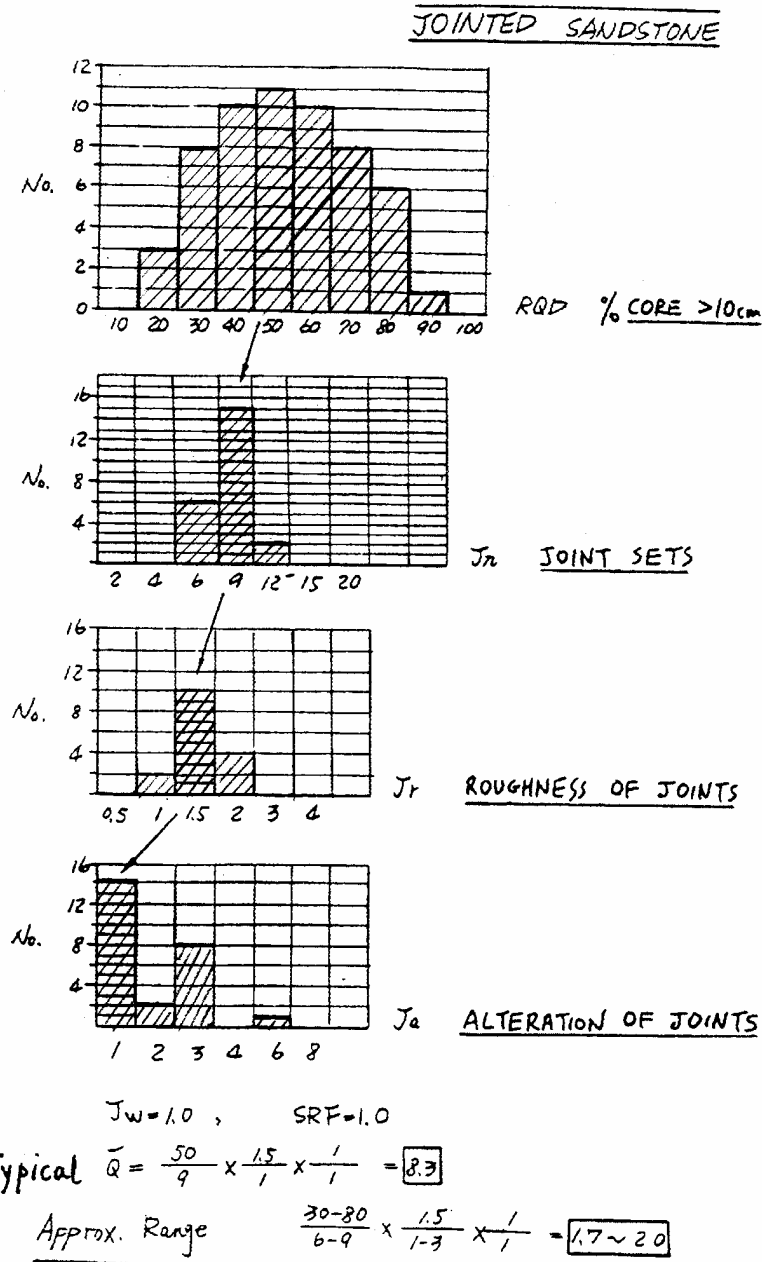 JOINTED SANDSTONE
12
10
8
No. 6
4
2
0
10 20 30 40 50 60 70 80 90 100
RQD % CORE >10cm
16
12
No. 8
4
2 4 6 9 12 15 20
Jn JOINT SETS
16
12
No. 8
4
0.5 1 1.5 2 3 4
Jr ROUGHNESS OF JOINTS
16
12
No. 8
4
1 2 3 4 6 8
Ja ALTERATION OF JOINTS
Jw=1.0 , SRF=1.0
ypical Q̄ = 50/9 x 1.5/1 x 1/1 = 8.3
Approx. Range 30-80/6-9 x 1.5/1-3 x 1/1 = 1.7~20